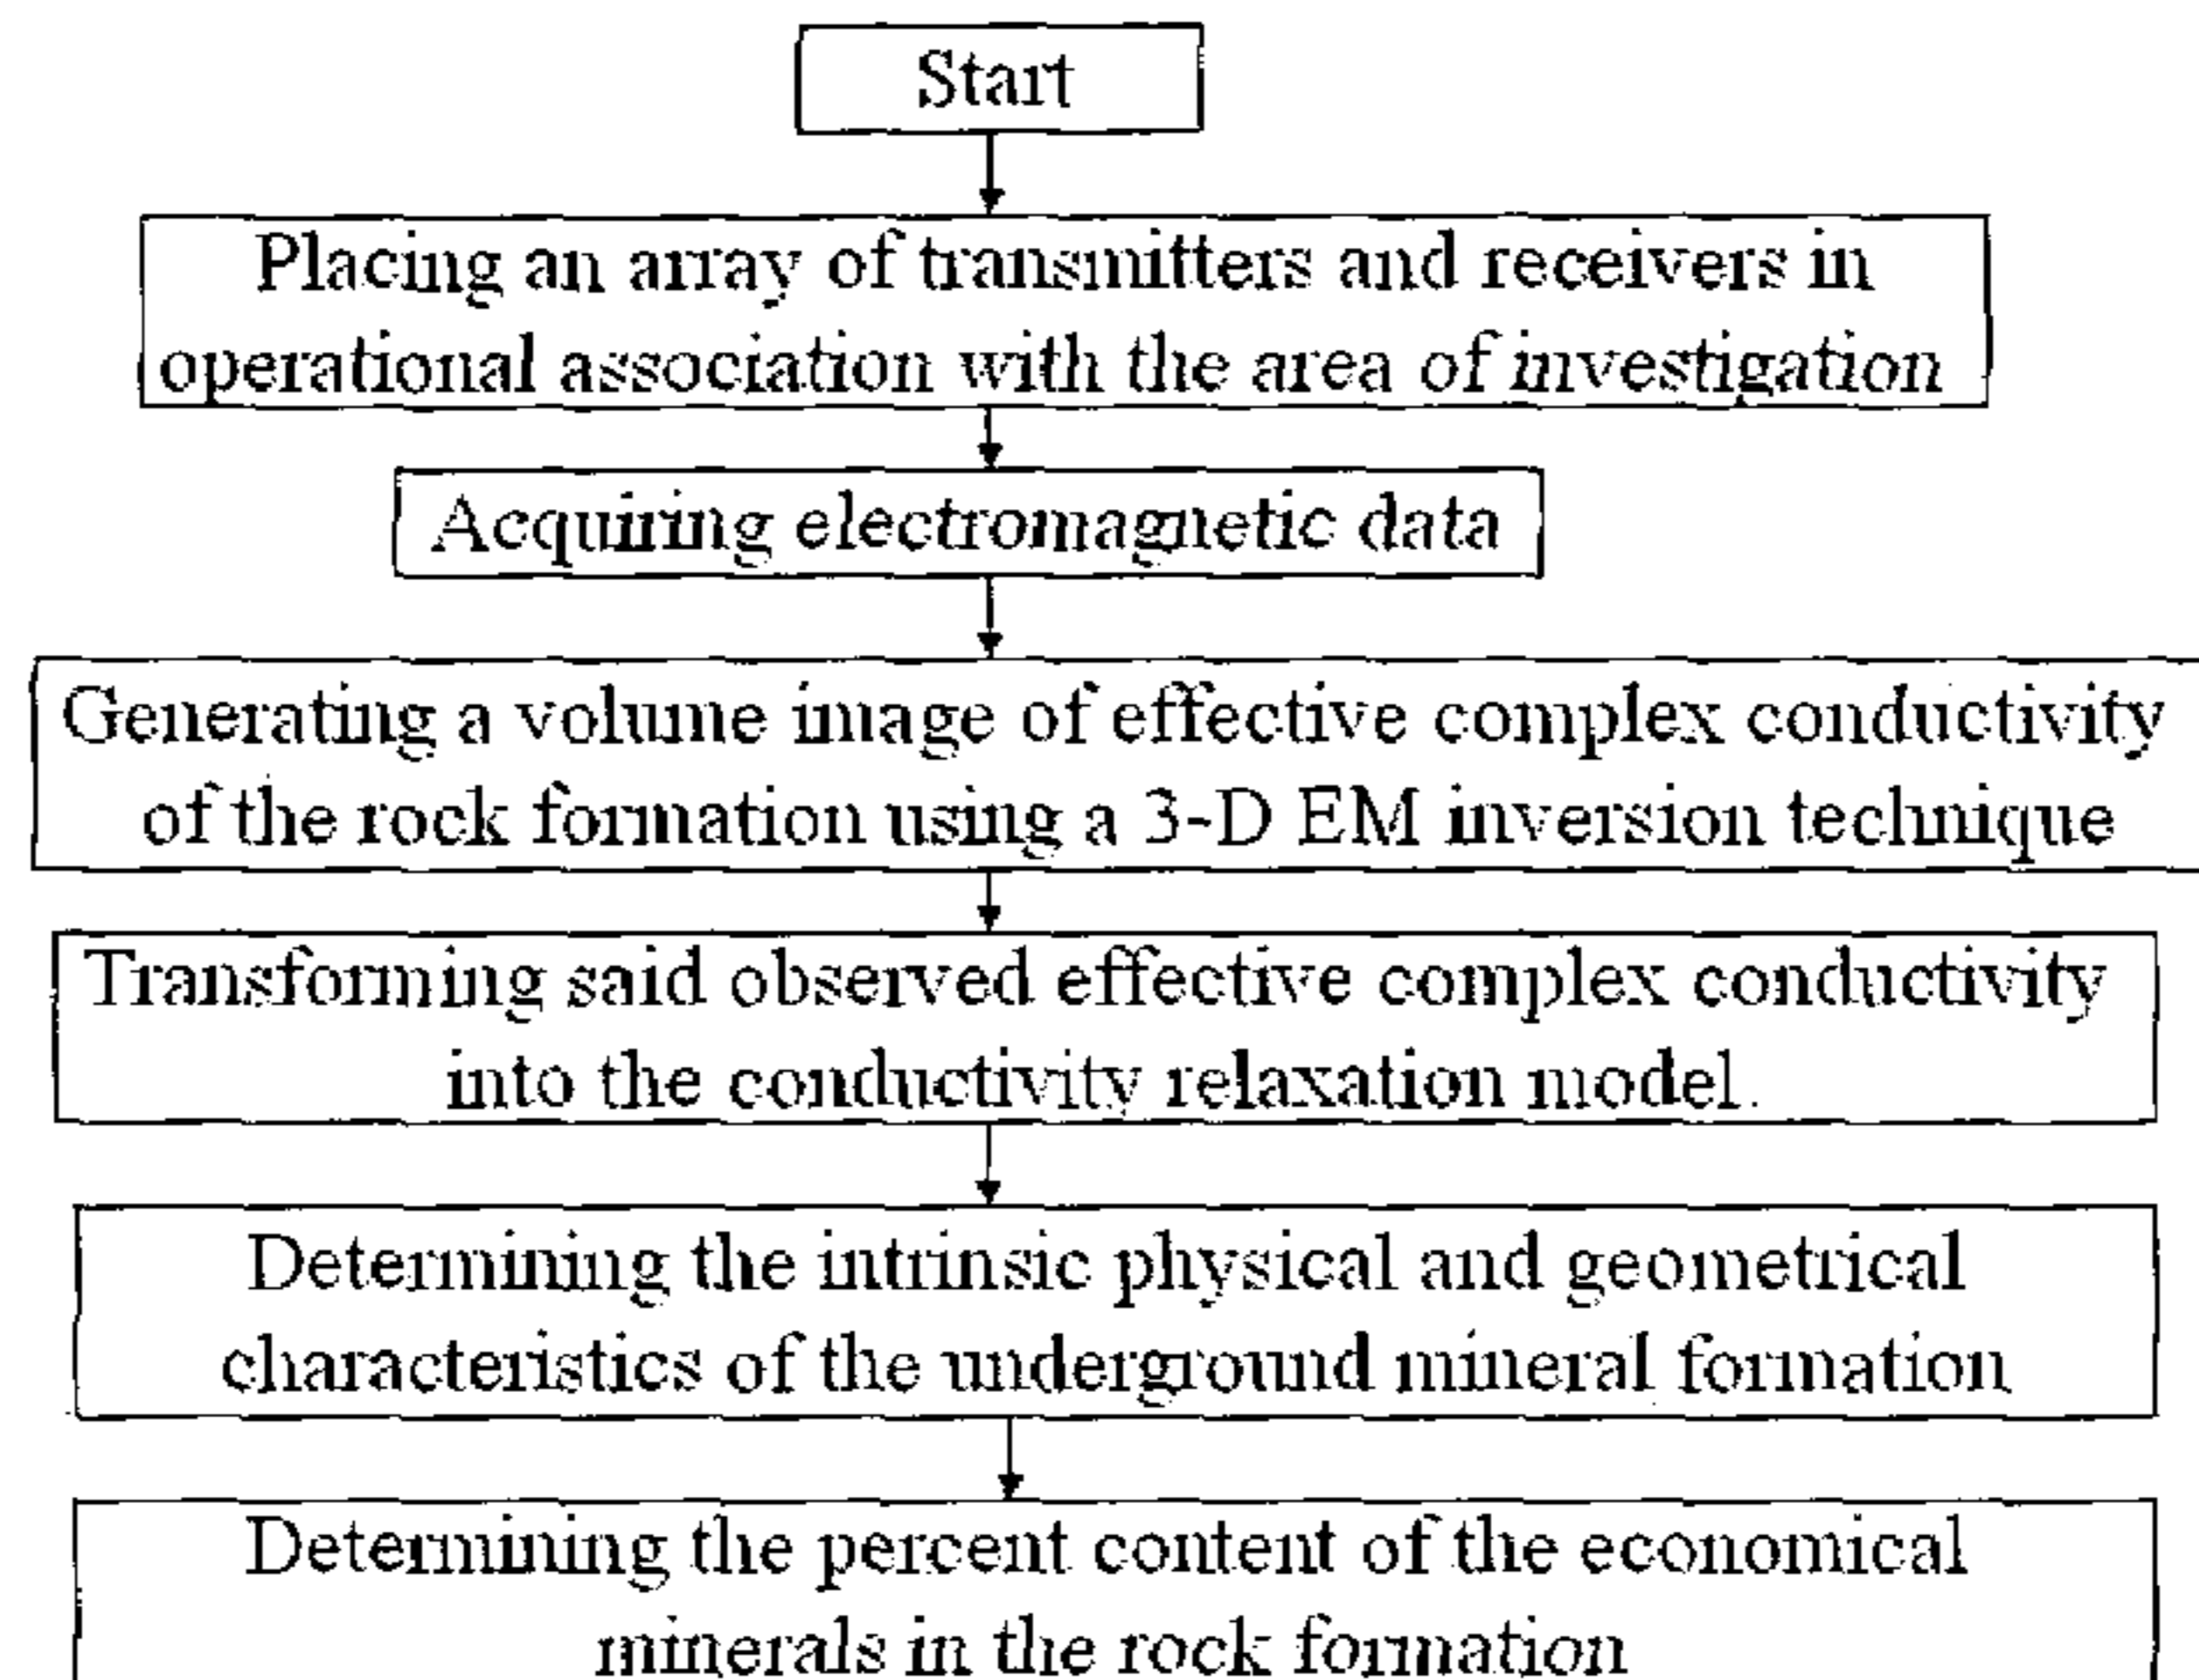 Start
Placing an array of transmitters and receivers in
operational association with the area of investigation
Acquiring electromagnetic data
Generating a volume image of effective complex conductivity
of the rock formation using a 3-D EM inversion technique
Transforming said observed effective complex conductivity
into the conductivity relaxation model.
Determining the intrinsic physical and geometrical
characteristics of the underground mineral formation
Determining the percent content of the economical
minerals in the rock formation